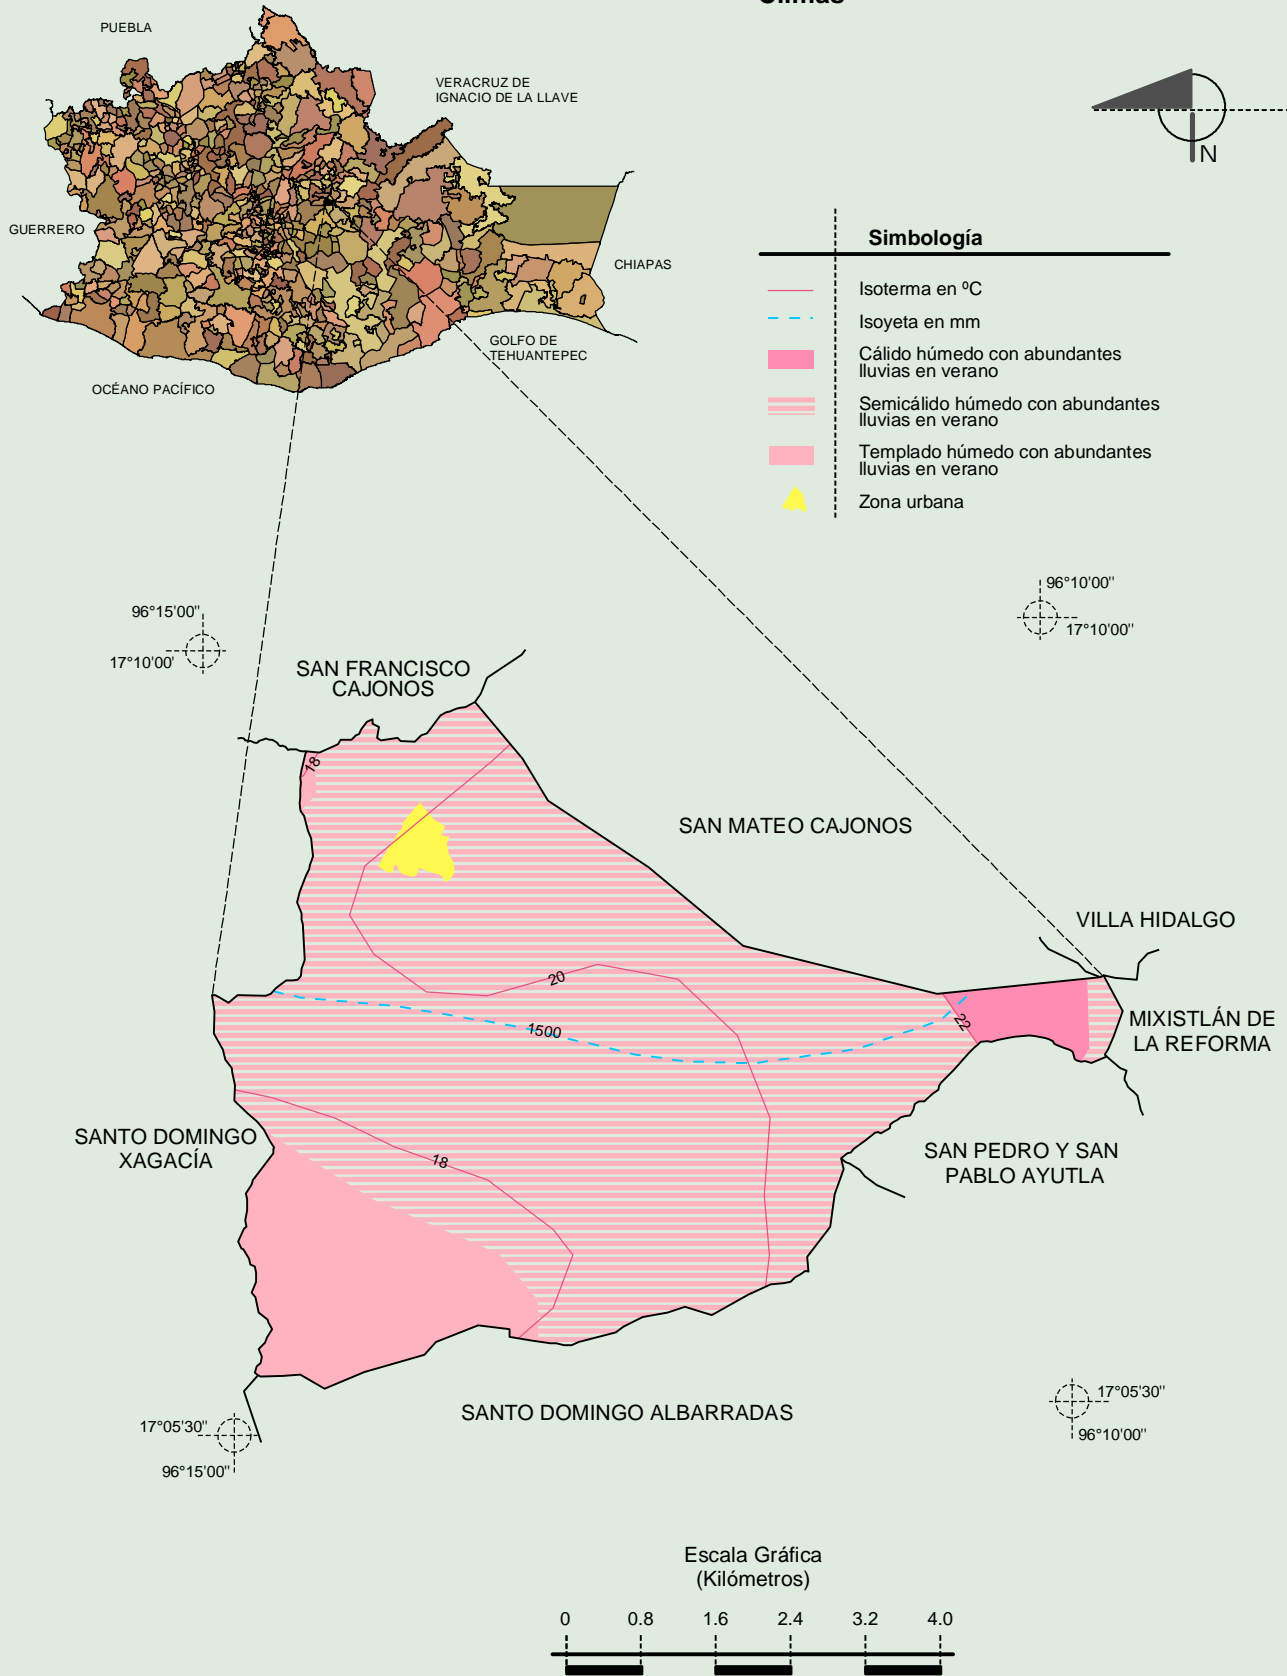 Climas
PUEBLA
VERACRUZ DE
IGNACIO DE LA LLAVE
N
GUERRERO
CHIAPAS
GOLFO DE
TEHUANTEPEC
OCÉANO PACÍFICO
Simbología
Isoterma en ºC
Isoyeta en mm
Cálido húmedo con abundantes
lluvias en verano
Semicálido húmedo con abundantes
lluvias en verano
Templado húmedo con abundantes
lluvias en verano
Zona urbana
96°15'00"
17°10'00'
96°10'00"
17°10'00"
SAN FRANCISCO
CAJONOS
18
SAN MATEO CAJONOS
VILLA HIDALGO
20
1500
22
MIXISTLÁN DE
LA REFORMA
SANTO DOMINGO
XAGACÍA
18
SAN PEDRO Y SAN
PABLO AYUTLA
SANTO DOMINGO ALBARRADAS
17°05'30"
96°15'00"
17°05'30"
96°10'00"
Escala Gráfica
(Kilómetros)
0 0.8 1.6 2.4 3.2 4.0